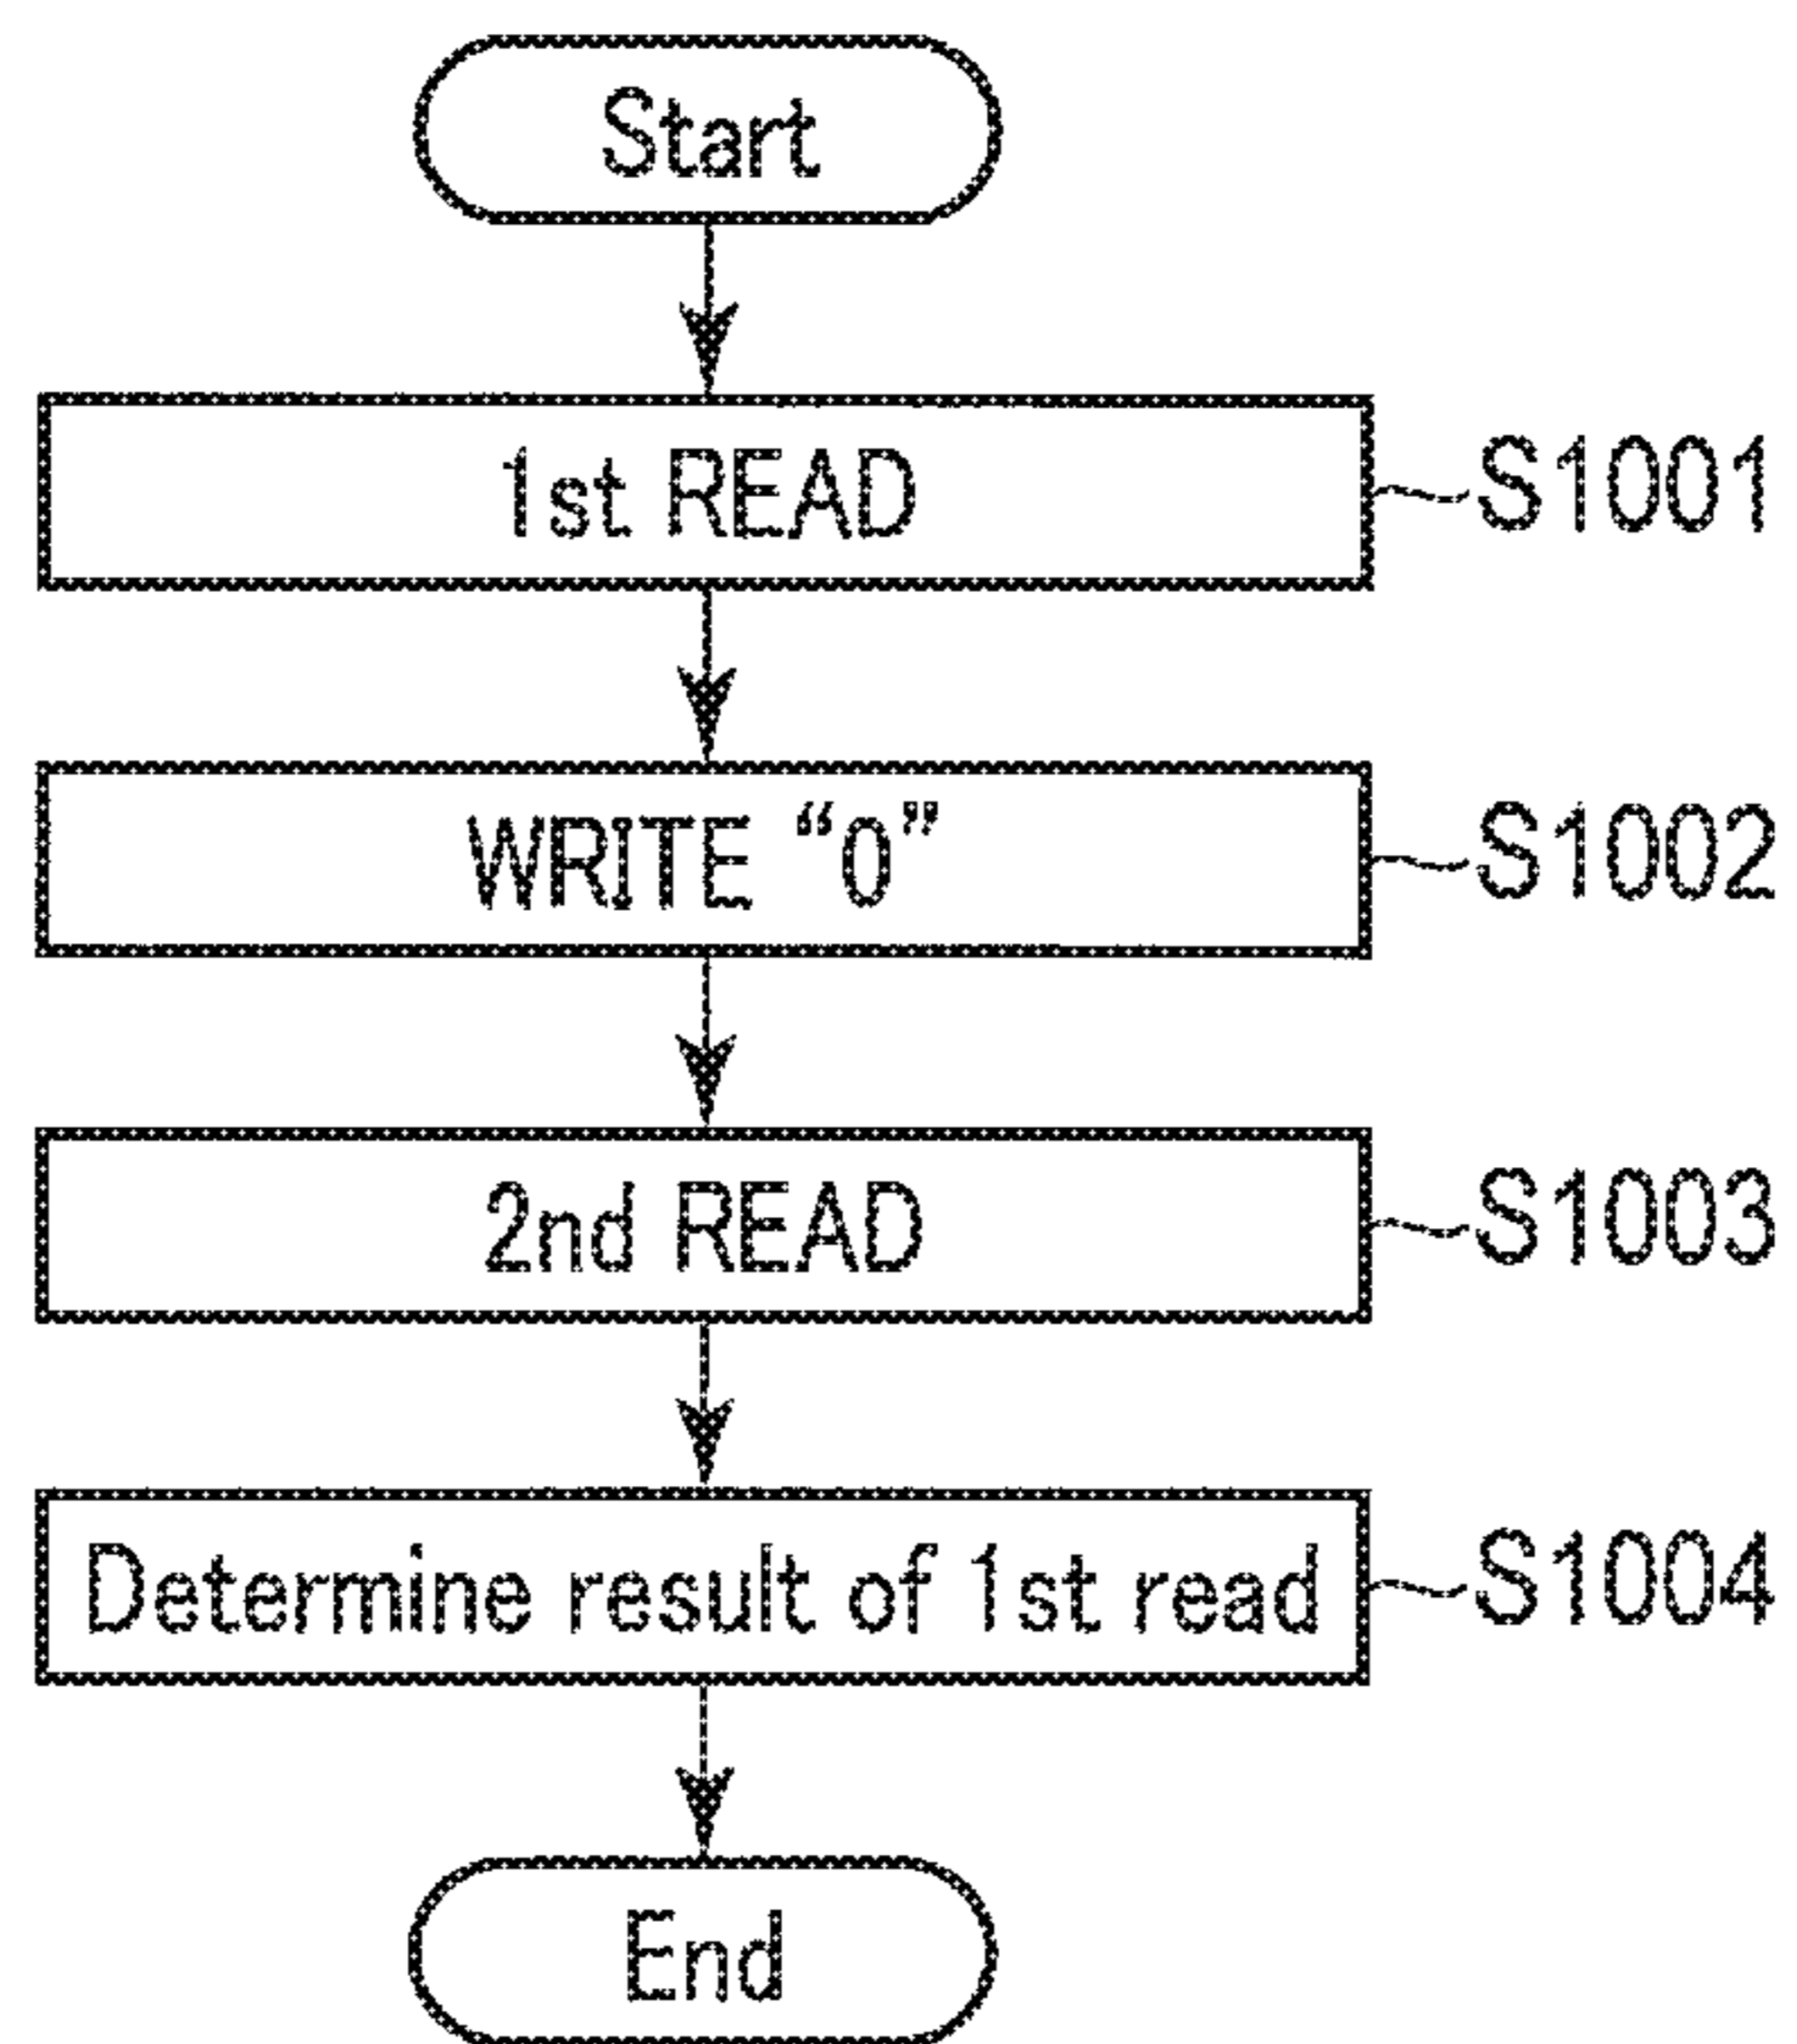 Start
1st READ
S1001
WRITE “0”
S1002
2nd READ
S1003
Determine result of 1st read
S1004
End